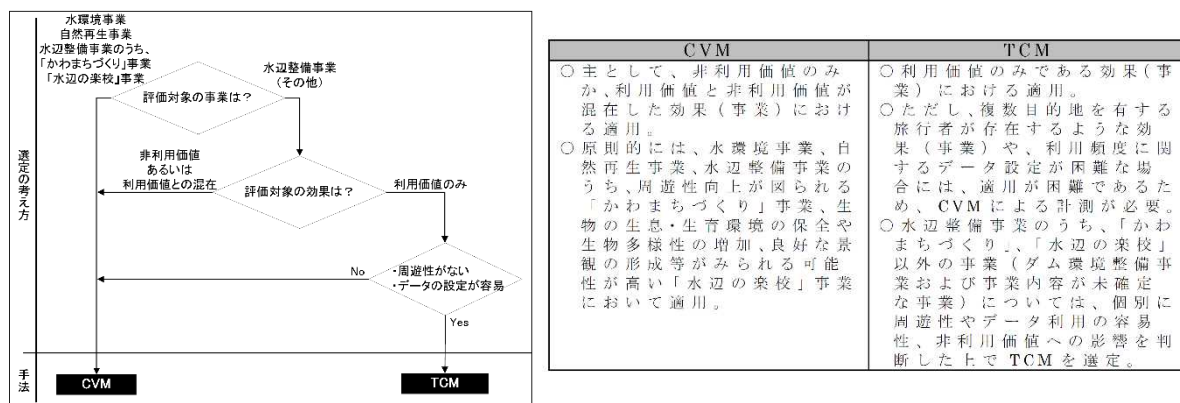 水環境事業
自然再生事業
水辺整備事業のうち、
「かわまちづくり」事業
「水辺の楽校」事業
水辺整備事業
（その他）
評価対象の事業は？
選定の考え方
非利用価値
あるいは
利用価値との混在
評価対象の効果は？
利用価値のみ
No
・周遊性がない
・データの設定が容易
Yes
手法
CVM
TCM
CVM
○主として、非利用価値のみ
か、利用価値と非利用価値が
混在した効果（事業）におけ
る適用。
○原則的には、水環境事業、自
然再生事業、水辺整備事業の
うち、周遊性向上が図られる
「かわまちづくり」事業、生
物の生息・生育環境の保全や
生物多様性の増加、良好な景
観の形成等がみられる可能
性が高い「水辺の楽校」事業
において適用。
TCM
○利用価値のみである効果（事
業）における適用。
○ただし、複数目的地を有する
旅行者が存在するような効
果（事業）や、利用頻度に関
するデータ設定が困難な場
合には、適用が困難であるた
め、CVMによる計測が必要。
○水辺整備事業のうち、「かわ
まちづくり」、「水辺の楽校」
以外の事業（ダム環境整備事
業および事業内容が未確定
な事業）については、個別に
周遊性やデータ利用の容易
性、非利用価値への影響を判
断した上でTCMを選定。